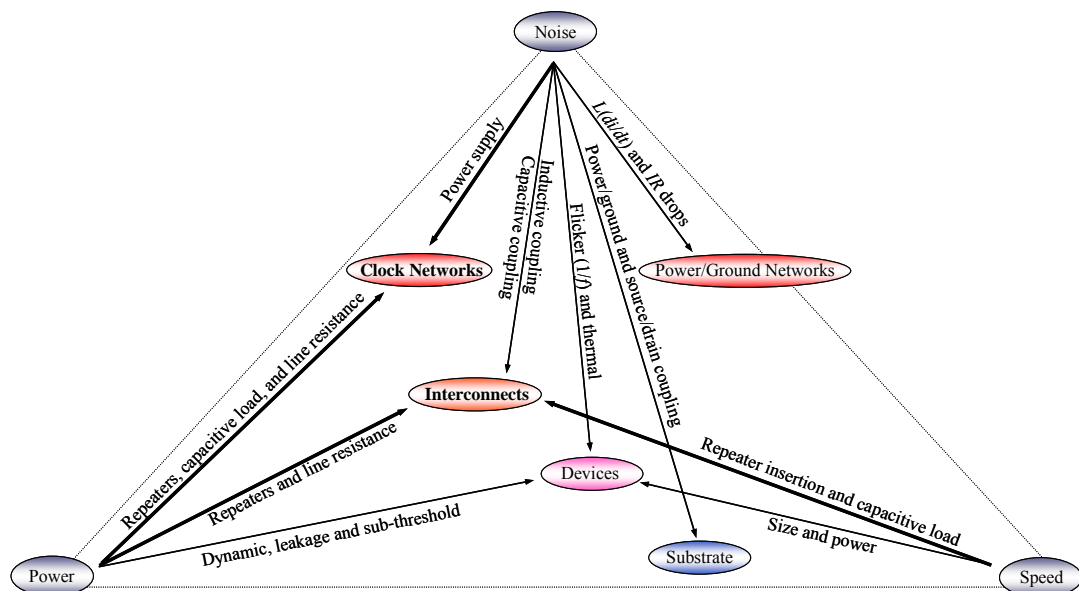 Noise
Power supply
Inductive coupling
Capacitive coupling
Flicker (1/f) and thermal
Power/ground and source/drain coupling
L(di/dt) and IR drops
Clock Networks
Power/Ground Networks
Repeaters, capacitive load, and line resistance
Interconnects
Repeaters and line resistance
Repeater insertion and capacitive load
Devices
Dynamic, leakage and sub-threshold
Size and power
Substrate
Power
Speed